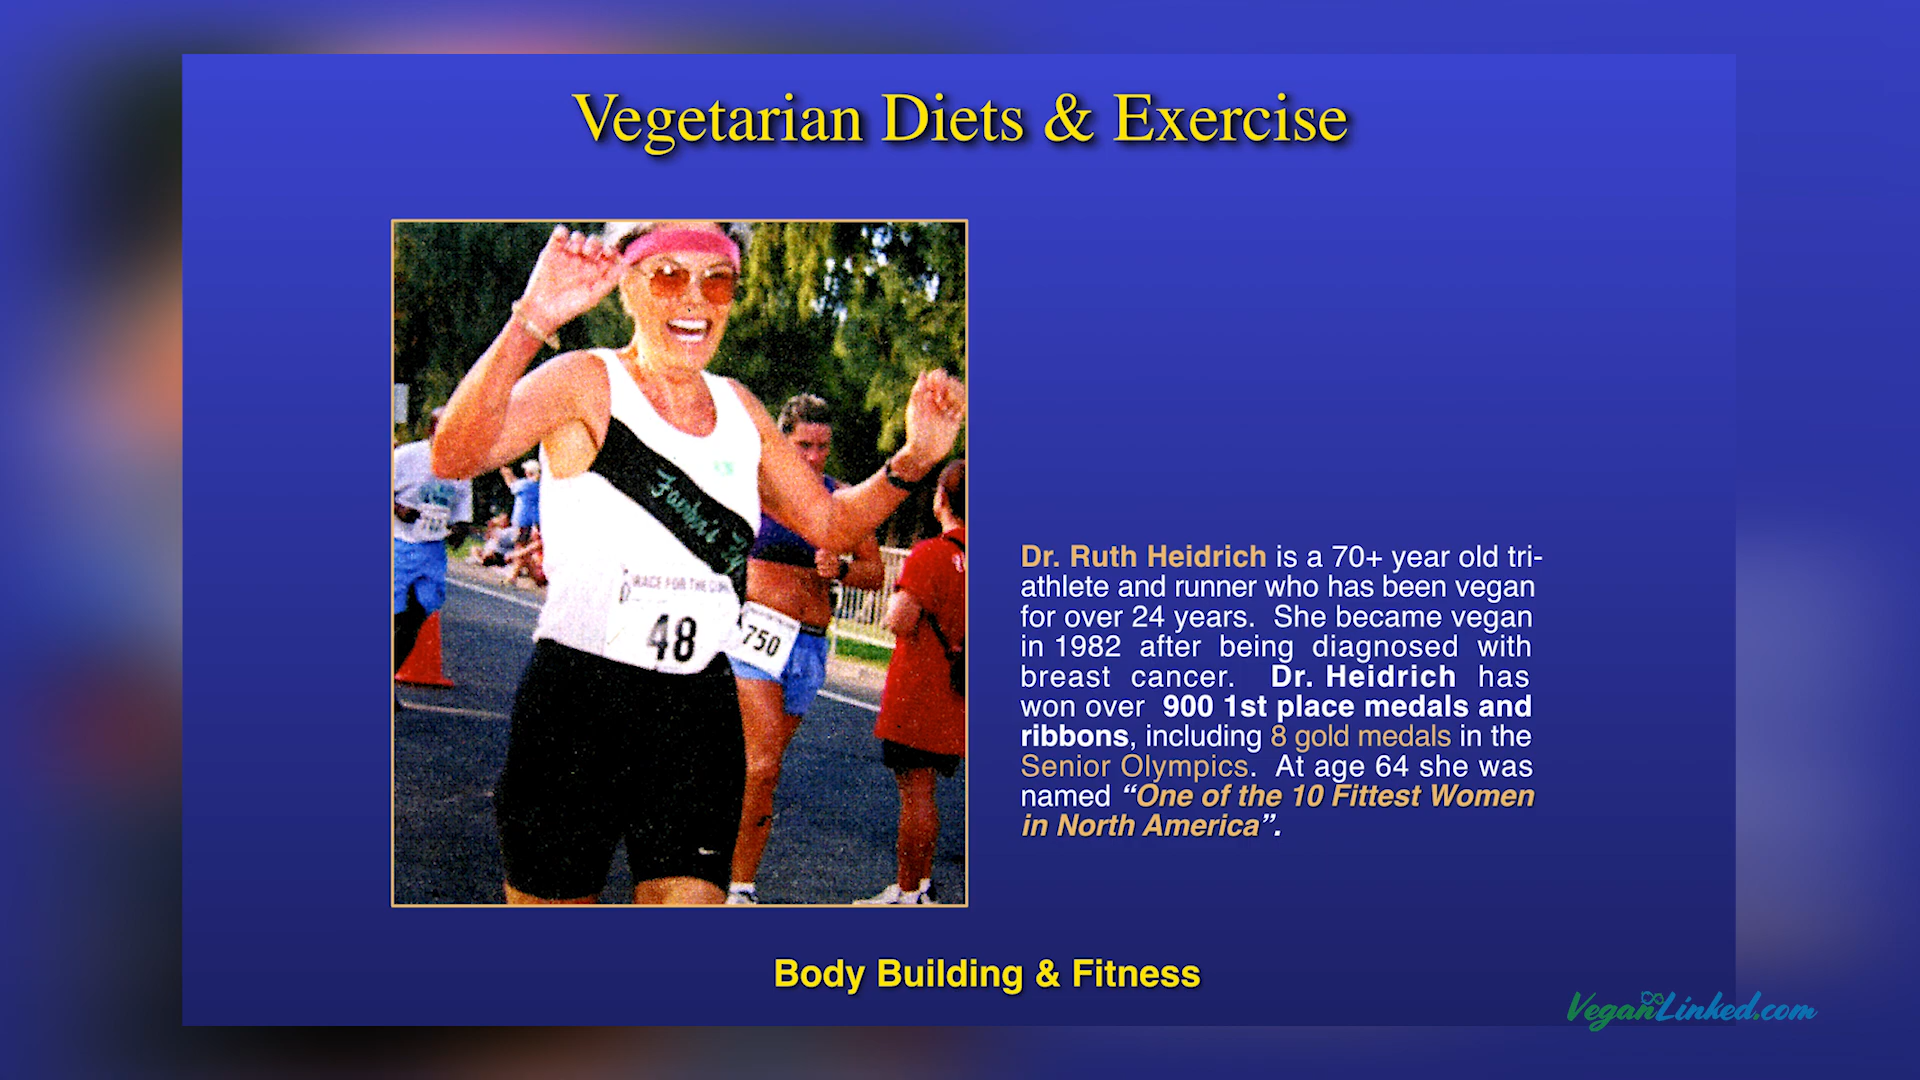 Vegetarian Diets & Exercise
Dr. Ruth Heidrich is a 70+ year old tri-
athlete and runner who has been vegan
for over 24 years. She became vegan
in 1982 after being diagnosed with
breast cancer. Dr. Heidrich has
won over 900 1st place medals and
ribbons, including 8 gold medals in the
Senior Olympics. At age 64 she was
named “One of the 10 Fittest Women
in North America”.
RACE FOR THE
48
750
Body Building & Fitness
VeganLinked.com